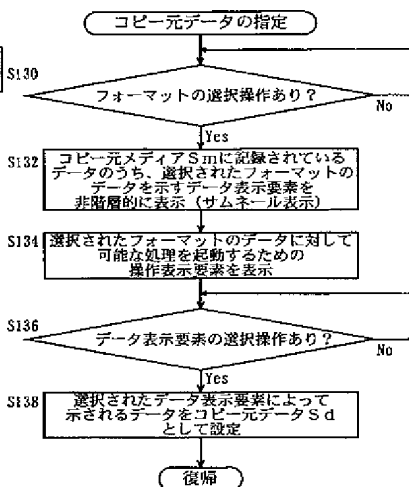 コピー元データの指定
S130
フォーマットの選択操作あり？
No
Yes
S132
コピー元メディアSmに記録されている
データのうち、選択されたフォーマットの
データを示すデータ表示要素を
非階層的に表示（サムネール表示）
S134
選択されたフォーマットのデータに対して
可能な処理を起動するための
操作表示要素を表示
S136
データ表示要素の選択操作あり？
No
Yes
S138
選択されたデータ表示要素によって
示されるデータをコピー元データSd
として設定
復帰